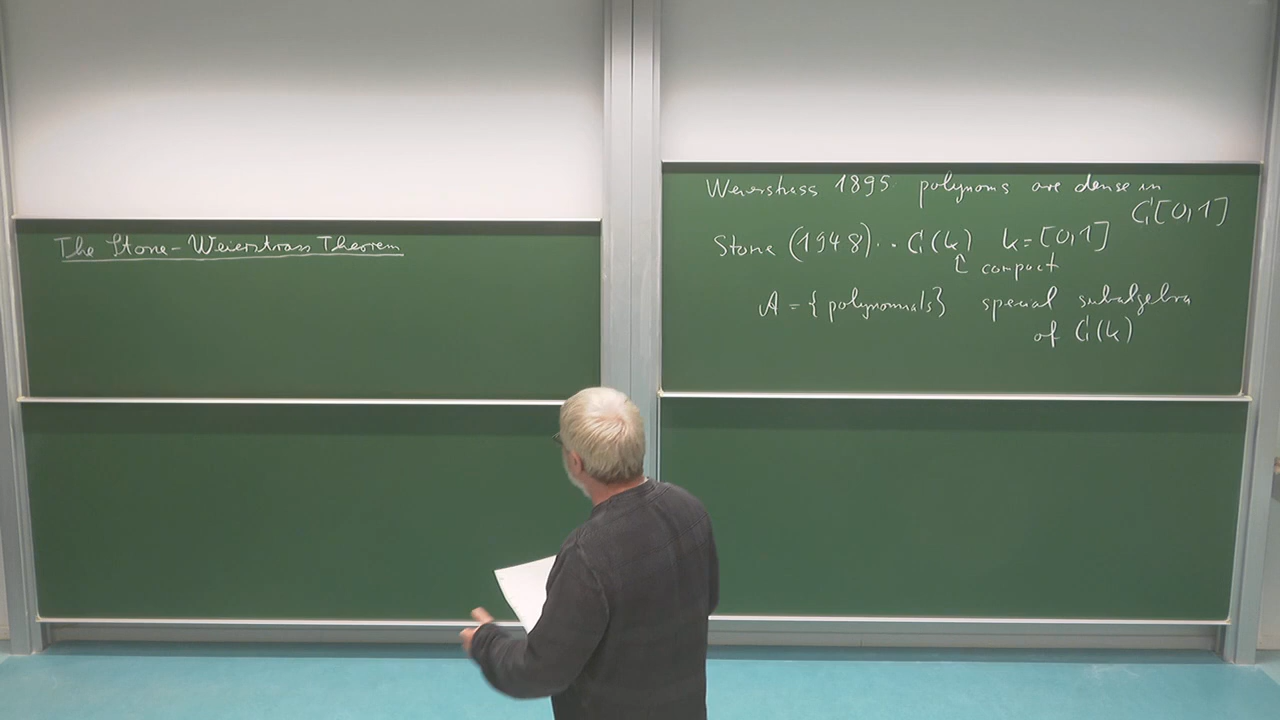 The Stone-Weierstrass Theorem
Weierstrass 1895 polynoms are dense in
C[0,1]
Stone (1948) .. C(k) k = [0,1]
↑ compact
A = { polynomials } special subalgebra
of C(k)